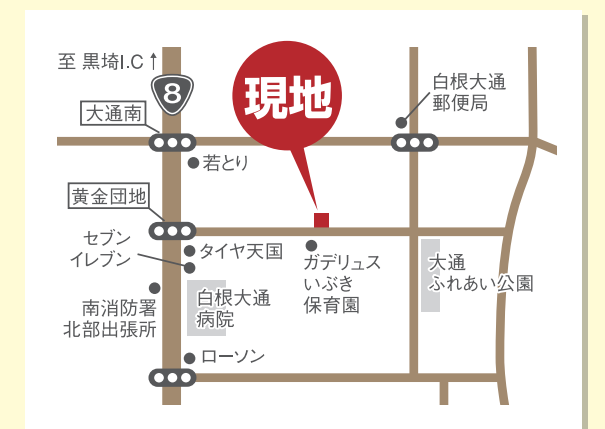 至 黒埼I.C↑
8
現地
白根大通
郵便局
大通南
若とり
黄金団地
セブン
イレブン
タイヤ天国
ガデリュス
いぶき
保育園
大通
ふれあい公園
南消防署
北部出張所
白根大通
病院
ローソン